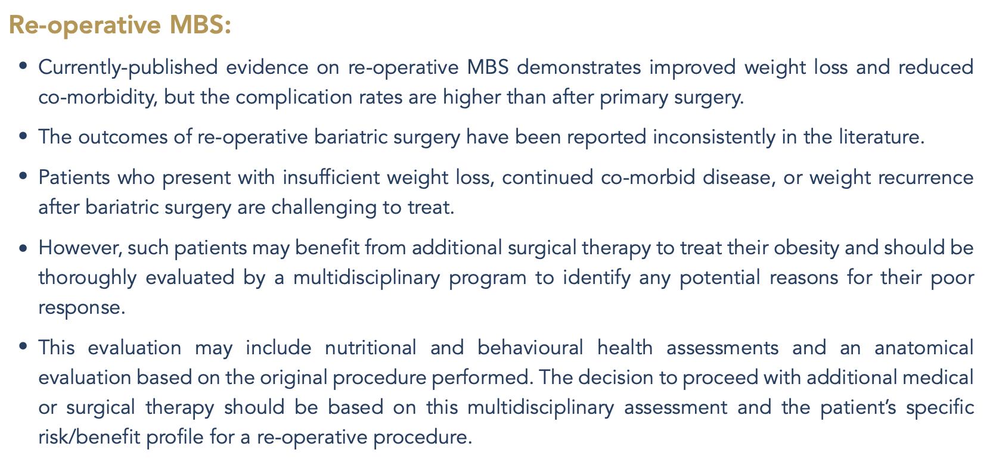 Re-operative MBS:
• Currently-published evidence on re-operative MBS demonstrates improved weight loss and reduced
co-morbidity, but the complication rates are higher than after primary surgery.
• The outcomes of re-operative bariatric surgery have been reported inconsistently in the literature.
• Patients who present with insufficient weight loss, continued co-morbid disease, or weight recurrence
after bariatric surgery are challenging to treat.
• However, such patients may benefit from additional surgical therapy to treat their obesity and should be
thoroughly evaluated by a multidisciplinary program to identify any potential reasons for their poor
response.
• This evaluation may include nutritional and behavioural health assessments and an anatomical
evaluation based on the original procedure performed. The decision to proceed with additional medical
or surgical therapy should be based on this multidisciplinary assessment and the patient’s specific
risk/benefit profile for a re-operative procedure.